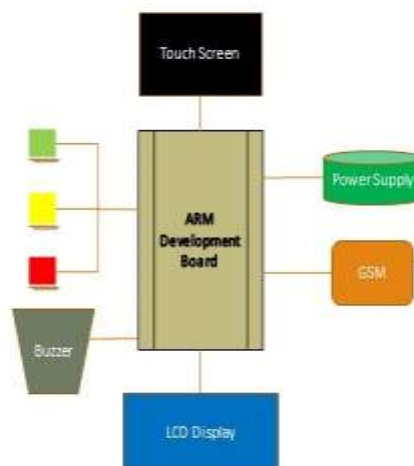 Touch Screen
Power Supply
ARM
Development
Board
GSM
Buzzer
LCD Display